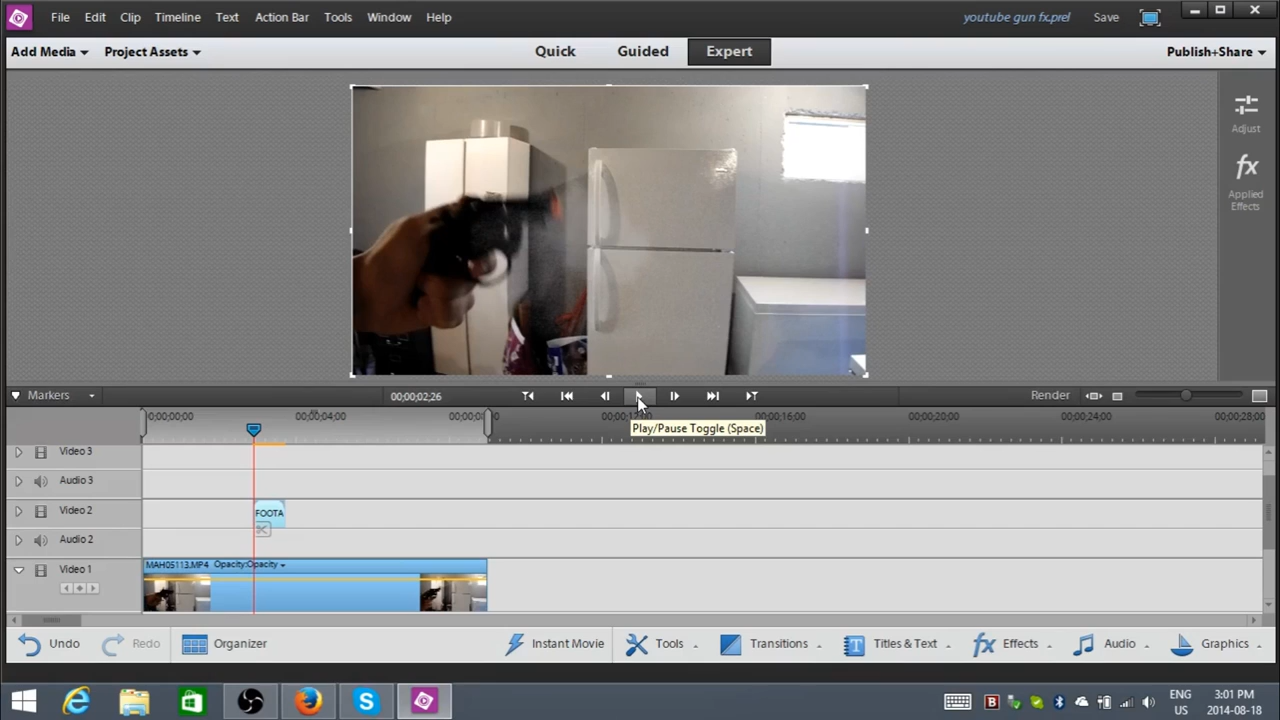 File Edit Clip Timeline Text Action Bar Tools Window Help youtube gun fx.prel Save
Add Media Project Assets Quick Guided Expert Publish+Share
Adjust
fx
Applied
Effects
Markers 00;00;02;26 Render
;00;00;00 00;00;04;00 00;00;0 00;00;16;00 00;00;20;00 00;00;24;00 00;00;28;00
Play/Pause Toggle (Space)
Video 3
Audio 3
Video 2 FOOTA
Audio 2
Video 1 MAH05113.MP4 Opacity:Opacity
Undo Redo Organizer Instant Movie Tools Transitions T Titles & Text fx Effects Audio Graphics
ENG 3:01 PM
US 2014-08-18